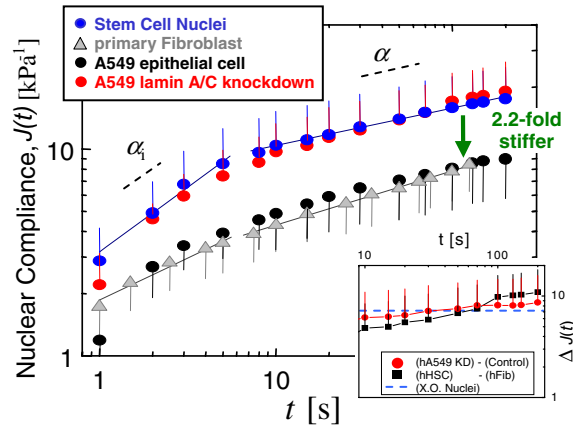 Stem Cell Nuclei
primary Fibroblast
A549 epithelial cell
A549 lamin A/C knockdown
α
αi
2.2-fold
stiffer
Nuclear Compliance, J(t) [kPa⁻¹]
10
1
1
10
t [s]
t [s]
10
100
10
1
Δ J(t)
(hA549 KD) - (Control)
(hHSC) - (hFib)
(X.O. Nuclei)